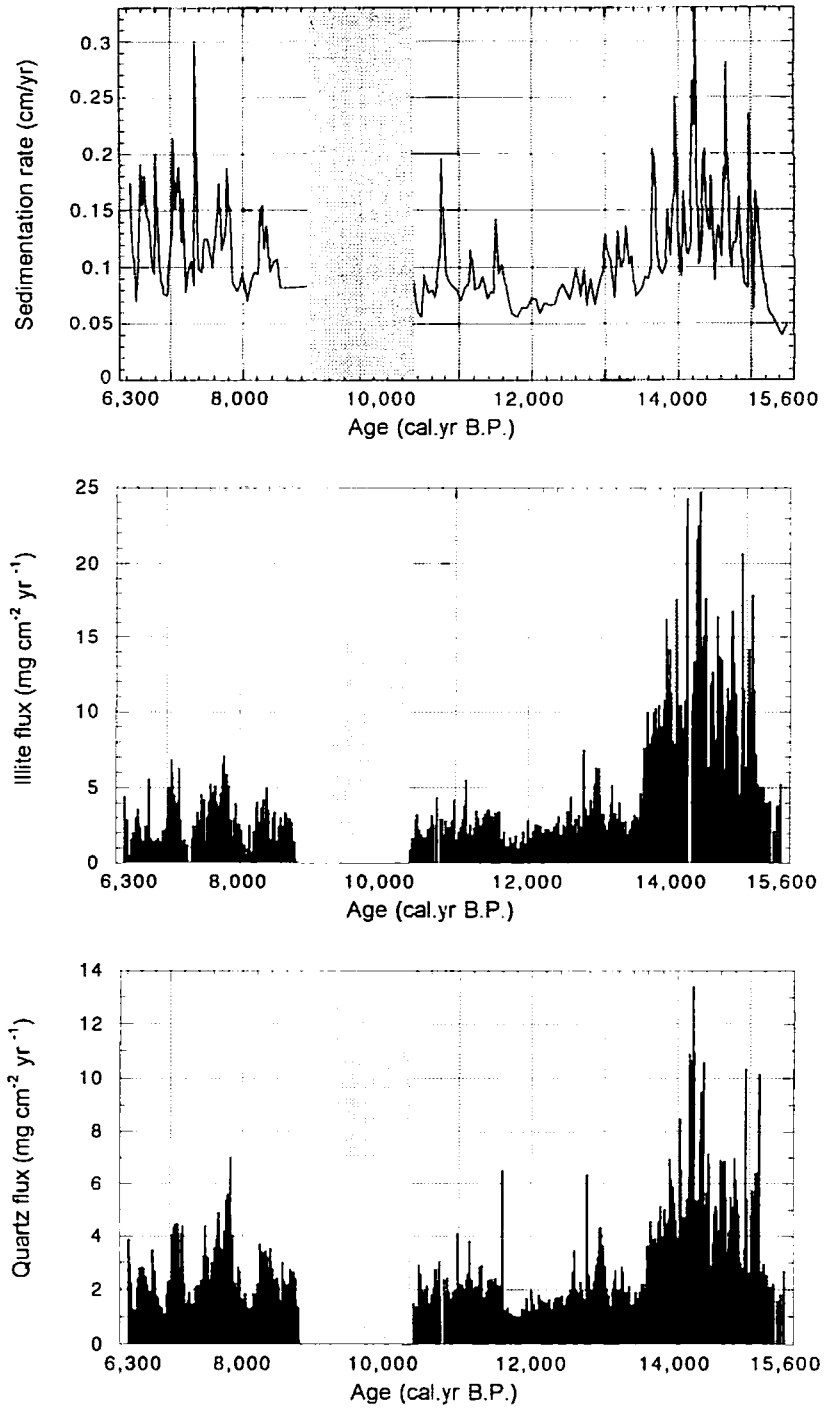 Sedimentation rate (cm/yr)
0.3
0.25
0.2
0.15
0.1
0.05
0
6,300 8,000 10,000 12,000 14,000 15,600
Age (cal.yr B.P.)
Illite flux (mg cm-2 yr -1)
25
20
15
10
5
0
6,300 8,000 10,000 12,000 14,000 15,600
Age (cal.yr B.P.)
Quartz flux (mg cm-2 yr -1)
14
12
10
8
6
4
2
0
6,300 8,000 10,000 12,000 14,000 15,600
Age (cal.yr B.P.)